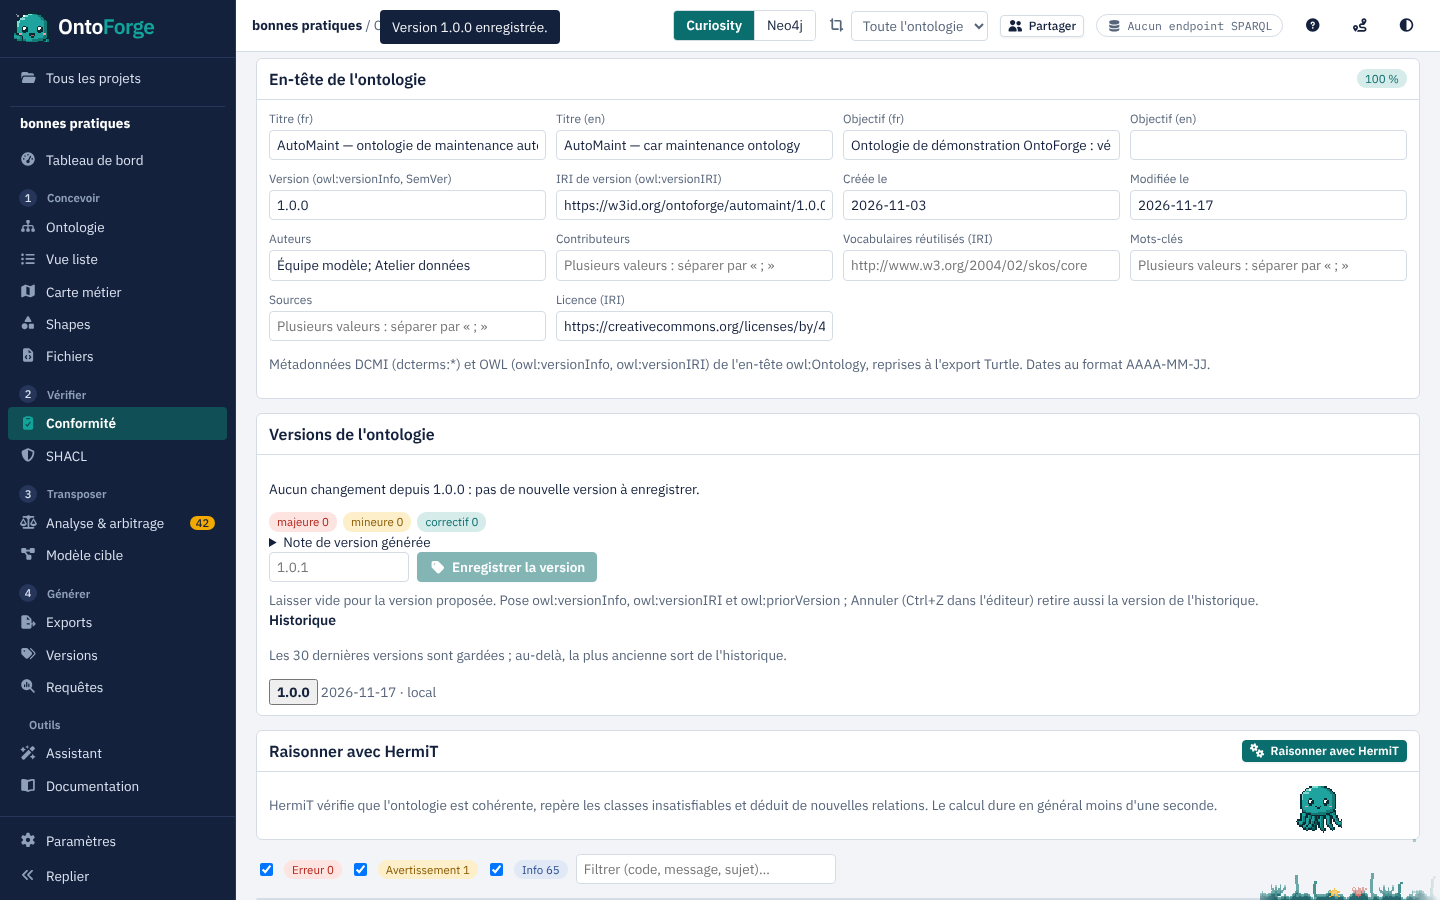 OntoForge
Tous les projets
bonnes pratiques
Tableau de bord
1 Concevoir
Ontologie
Vue liste
Carte métier
Shapes
Fichiers
2 Vérifier
Conformité
SHACL
3 Transposer
Analyse & arbitrage 42
Modèle cible
4 Générer
Exports
Versions
Requêtes
Outils
Assistant
Documentation
Paramètres
Replier
bonnes pratiques /
Version 1.0.0 enregistrée.
Curiosity Neo4j
Toute l'ontologie
Partager
Aucun endpoint SPARQL
En-tête de l'ontologie 100 %
Titre (fr) Titre (en) Objectif (fr) Objectif (en)
AutoMaint — ontologie de maintenance auto AutoMaint — car maintenance ontology Ontologie de démonstration OntoForge : vé
Version (owl:versionInfo, SemVer) IRI de version (owl:versionIRI) Créée le Modifiée le
1.0.0 https://w3id.org/ontoforge/automaint/1.0.0 2026-11-03 2026-11-17
Auteurs Contributeurs Vocabulaires réutilisés (IRI) Mots-clés
Équipe modèle; Atelier données Plusieurs valeurs : séparer par « ; » http://www.w3.org/2004/02/skos/core Plusieurs valeurs : séparer par « ; »
Sources Licence (IRI)
Plusieurs valeurs : séparer par « ; » https://creativecommons.org/licenses/by/4
Métadonnées DCMI (dcterms:*) et OWL (owl:versionInfo, owl:versionIRI) de l'en-tête owl:Ontology, reprises à l'export Turtle. Dates au format AAAA-MM-JJ.
Versions de l'ontologie
Aucun changement depuis 1.0.0 : pas de nouvelle version à enregistrer.
majeure 0 mineure 0 correctif 0
Note de version générée
1.0.1 Enregistrer la version
Laisser vide pour la version proposée. Pose owl:versionInfo, owl:versionIRI et owl:priorVersion ; Annuler (Ctrl+Z dans l'éditeur) retire aussi la version de l'historique.
Historique
Les 30 dernières versions sont gardées ; au-delà, la plus ancienne sort de l'historique.
1.0.0 2026-11-17 · local
Raisonner avec HermiT Raisonner avec HermiT
HermiT vérifie que l'ontologie est cohérente, repère les classes insatisfiables et déduit de nouvelles relations. Le calcul dure en général moins d'une seconde.
Erreur 0 Avertissement 1 Info 65 Filtrer (code, message, sujet)...